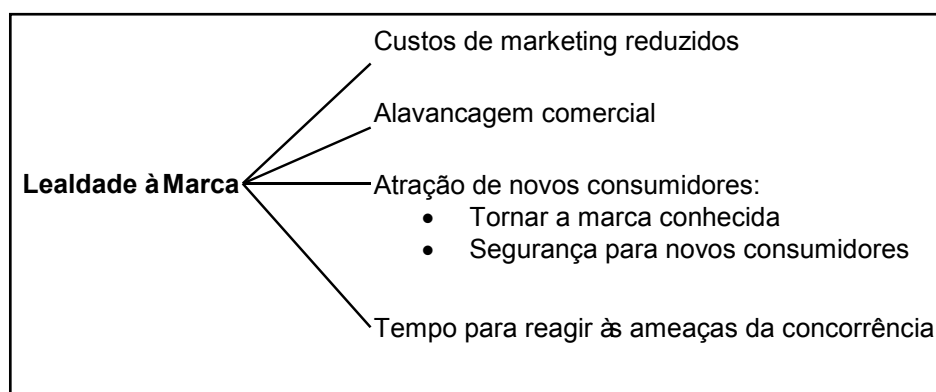 Custos de marketing reduzidos
Alavancagem comercial
Lealdade à Marca
Atração de novos consumidores:
• Tornar a marca conhecida
• Segurança para novos consumidores
Tempo para reagir às ameaças da concorrência